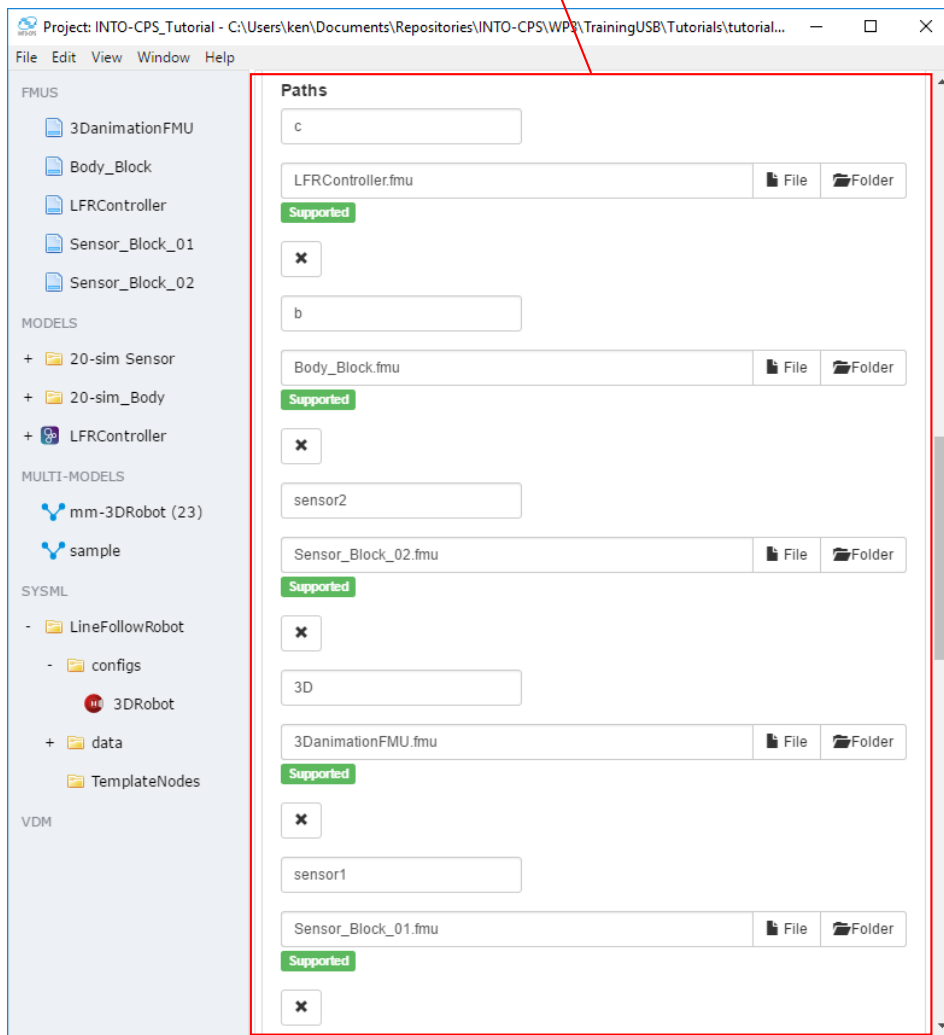 Project: INTO-CPS_Tutorial - C:\Users\ken\Documents\Repositories\INTO-CPS\WP3\TrainingUSB\Tutorials\tutorial...
File Edit View Window Help
FMUS
3DanimationFMU
Body_Block
LFRController
Sensor_Block_01
Sensor_Block_02
MODELS
+ 20-sim Sensor
+ 20-sim_Body
+ LFRController
MULTI-MODELS
mm-3DRobot (23)
sample
SYSML
- LineFollowRobot
- configs
3DRobot
+ data
TemplateNodes
VDM
Paths
c
LFRController.fmu File Folder
Supported
b
Body_Block.fmu File Folder
Supported
sensor2
Sensor_Block_02.fmu File Folder
Supported
3D
3DanimationFMU.fmu File Folder
Supported
sensor1
Sensor_Block_01.fmu File Folder
Supported